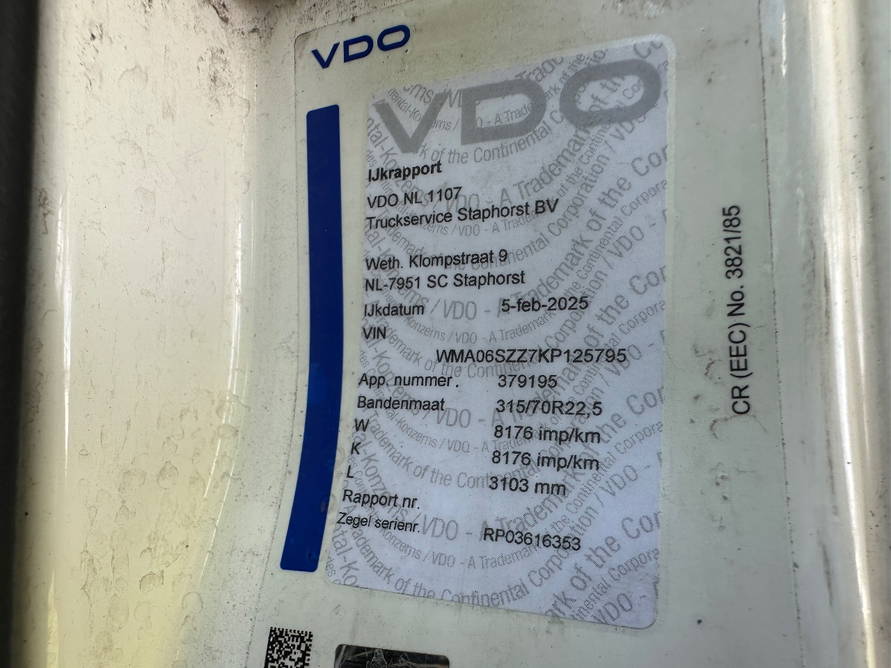 VDO
VDO
IJkrapport
VDO NL 1107
Truckservice Staphorst BV
Weth. Klompstraat 9
NL-7951 SC Staphorst
IJkdatum 5-feb-2025
VIN
WMA06SZZ7KP125795
App. nummer. 379195
Bandenmaat 315/70R22,5
W 8176 imp/km
K 8176 imp/km
L 3103 mm
Rapport nr.
Zegel serienr. RP03616353
CR (EEC) No. 3821/85